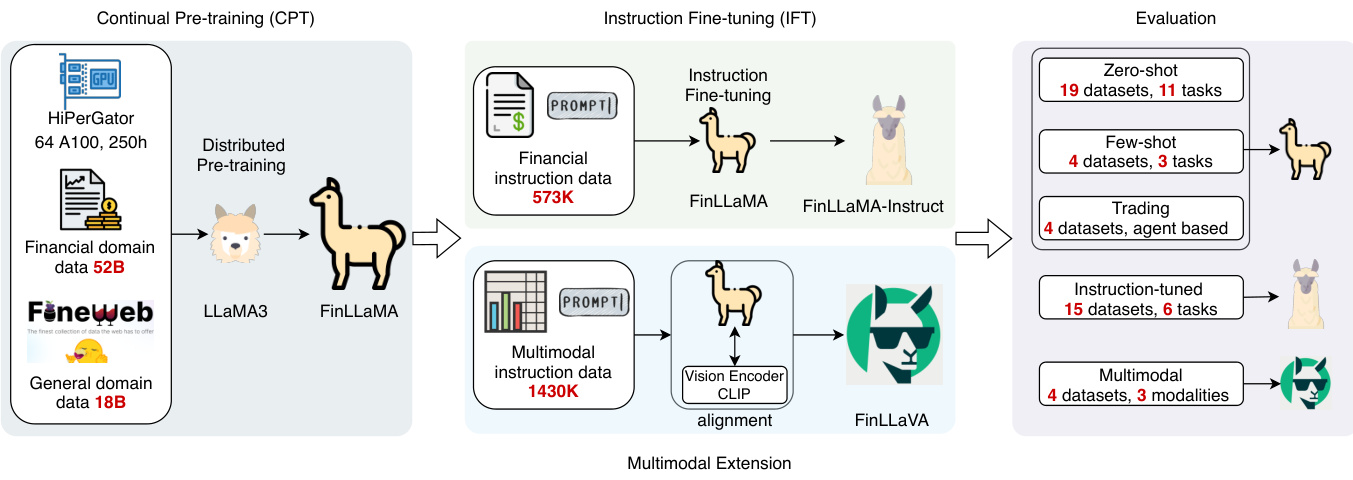 Continual Pre-training (CPT)
GPU
HiPerGator
64 A100, 250h
Financial domain
data 52B
FineWeb
The finest collection of data the web has to offer
General domain
data 18B
Distributed
Pre-training
LLaMA3
FinLLaMA
Instruction Fine-tuning (IFT)
$
PROMPT
Financial
instruction data
573K
Instruction
Fine-tuning
FinLLaMA
FinLLaMA-Instruct
PROMPT
Multimodal
instruction data
1430K
Vision Encoder
CLIP
alignment
FinLLaVA
Multimodal Extension
Evaluation
Zero-shot
19 datasets, 11 tasks
Few-shot
4 datasets, 3 tasks
Trading
4 datasets, agent based
Instruction-tuned
15 datasets, 6 tasks
Multimodal
4 datasets, 3 modalities